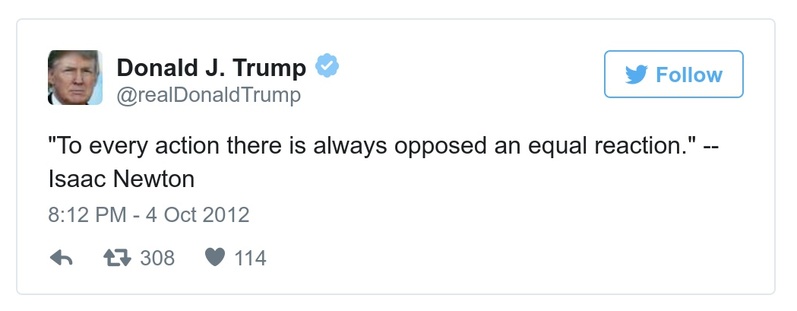 Donald J. Trump
@realDonaldTrump
Follow
"To every action there is always opposed an equal reaction." --
Isaac Newton
8:12 PM - 4 Oct 2012
308 114